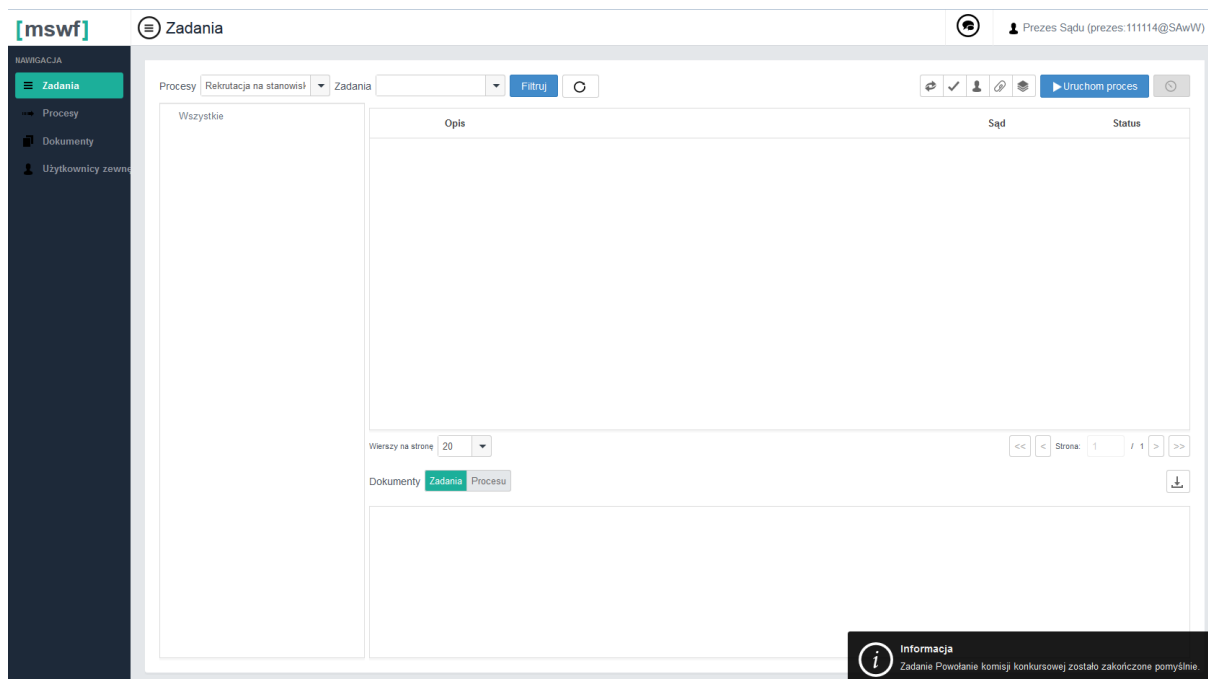 [mswf]
Zadania
Prezes Sądu (prezes:111114@SAwW)
NAWIGACJA
Zadania
Procesy
Dokumenty
Użytkownicy zewnę
Procesy Rekrutacja na stanowisk Zadania Filtruj Uruchom proces
Wszystkie
Opis Sąd Status
Wierszy na stronę 20 << < Strona: 1 / 1 > >>
Dokumenty Zadania Procesu
Informacja
Zadanie Powołanie komisji konkursowej zostało zakończone pomyślnie.